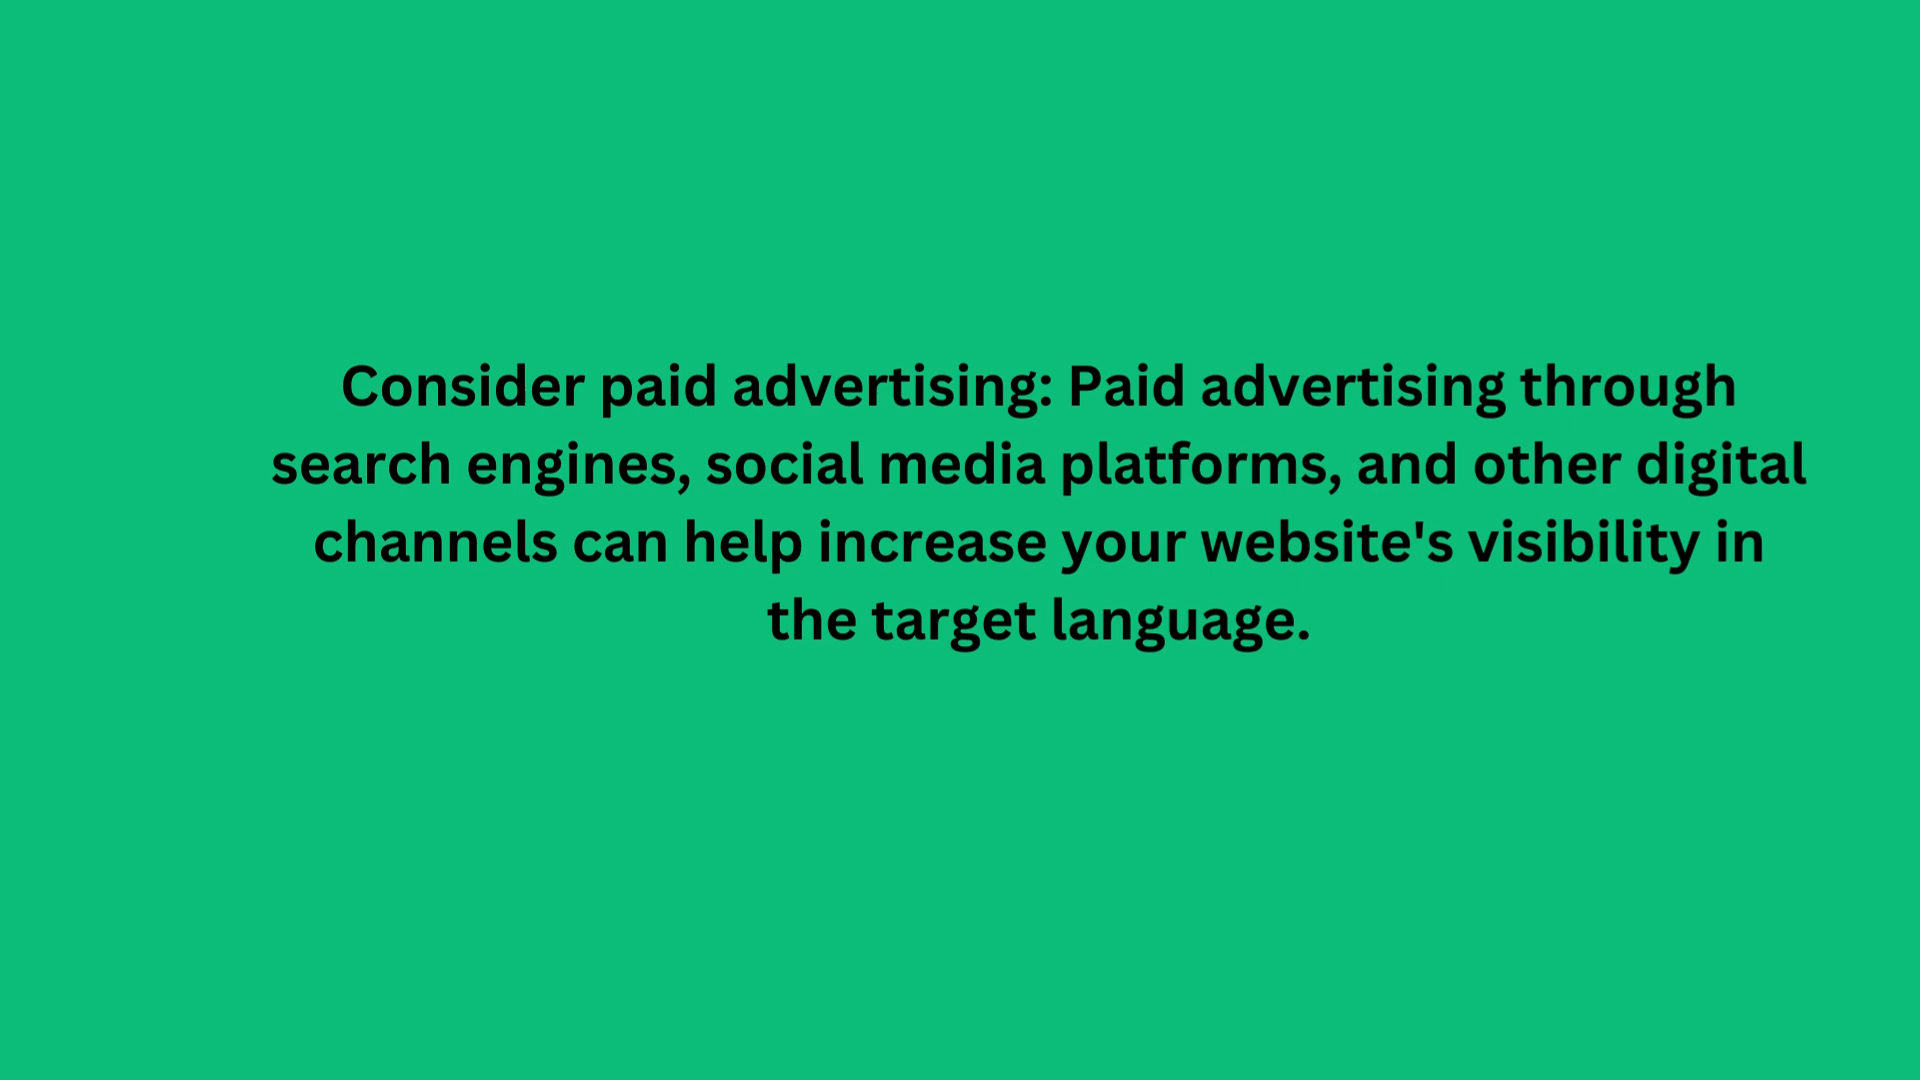 Consider paid advertising: Paid advertising through
search engines, social media platforms, and other digital
channels can help increase your website's visibility in
the target language.